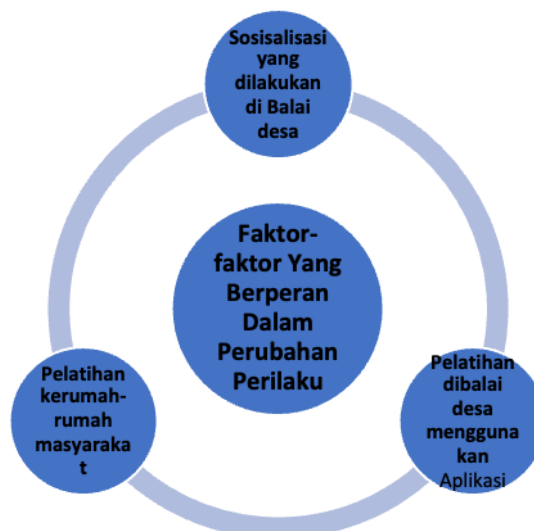 Sosisalisasi
yang
dilakukan
di Balai
desa
Faktor-
faktor Yang
Berperan
Dalam
Perubahan
Perilaku
Pelatihan
kerumah-
rumah
masyaraka
t
Pelatihan
dibalai
desa
mengguna
kan
Aplikasi